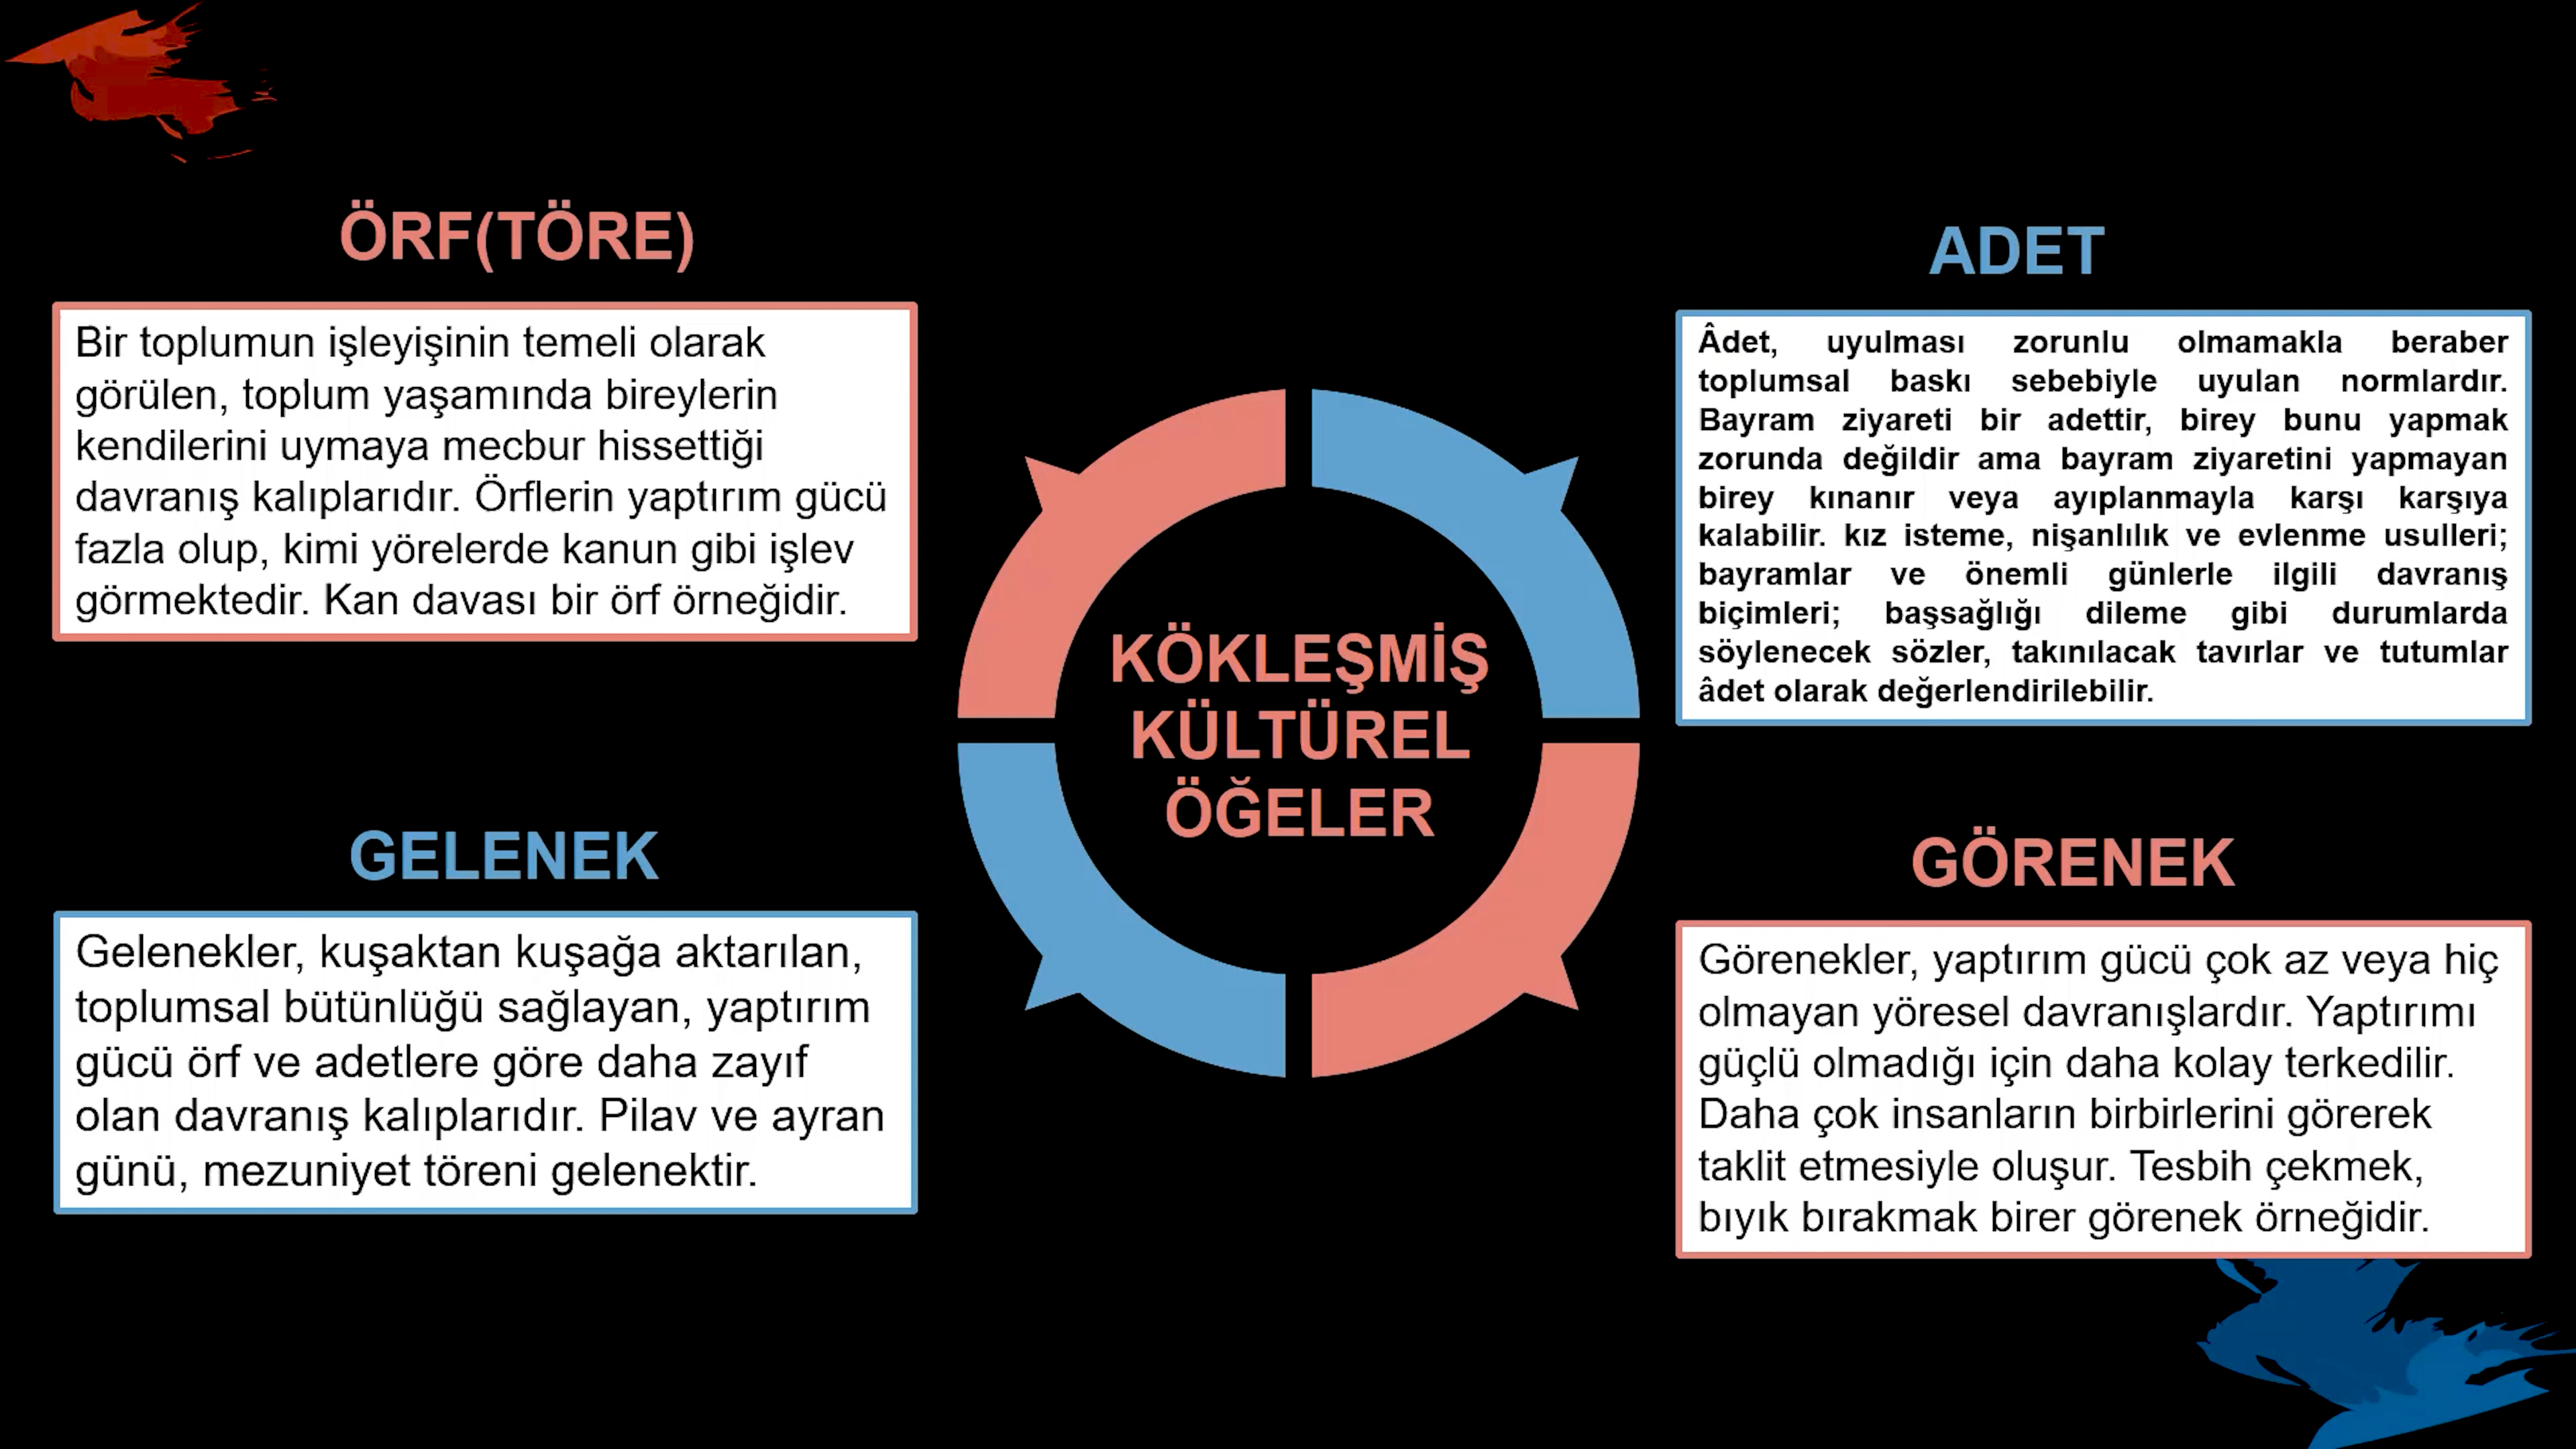 ÖRF(TÖRE)
Bir toplumun işleyişinin temeli olarak
görülen, toplum yaşamında bireylerin
kendilerini uymaya mecbur hissettiği
davranış kalıplarıdır. Örflerin yaptırım gücü
fazla olup, kimi yörelerde kanun gibi işlev
görmektedir. Kan davası bir örf örneğidir.
ADET
Âdet, uyulması zorunlu olmamakla beraber
toplumsal baskı sebebiyle uyulan normlardır.
Bayram ziyareti bir adettir, birey bunu yapmak
zorunda değildir ama bayram ziyaretini yapmayan
birey kınanır veya ayıplanmayla karşı karşıya
kalabilir. kız isteme, nişanlılık ve evlenme usulleri;
bayramlar ve önemli günlerle ilgili davranış
biçimleri; başsağlığı dileme gibi durumlarda
söylenecek sözler, takınılacak tavırlar ve tutumlar
âdet olarak değerlendirilebilir.
KÖKLEŞMİŞ
KÜLTÜREL
ÖĞELER
GELENEK
Gelenekler, kuşaktan kuşağa aktarılan,
toplumsal bütünlüğü sağlayan, yaptırım
gücü örf ve adetlere göre daha zayıf
olan davranış kalıplarıdır. Pilav ve ayran
günü, mezuniyet töreni gelenektir.
GÖRENEK
Görenekler, yaptırım gücü çok az veya hiç
olmayan yöresel davranışlardır. Yaptırımı
güçlü olmadığı için daha kolay terkedilir.
Daha çok insanların birbirlerini görerek
taklit etmesiyle oluşur. Tesbih çekmek,
bıyık bırakmak birer görenek örneğidir.